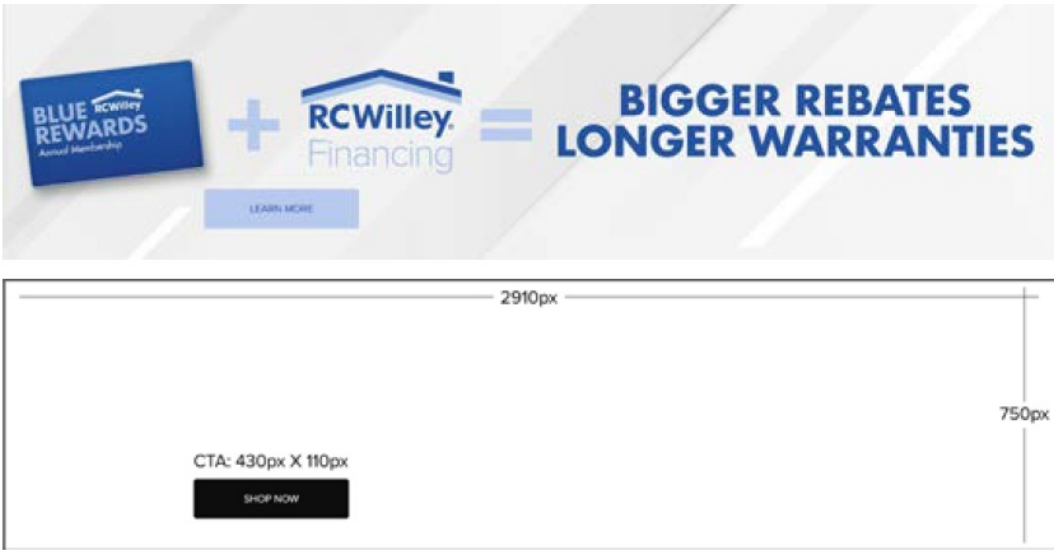 BLUE RCWilley
REWARDS
Annual Membership
+
RCWilley.
Financing
=
BIGGER REBATES
LONGER WARRANTIES
LEARN MORE
2910px
750px
CTA: 430px X 110px
SHOP NOW